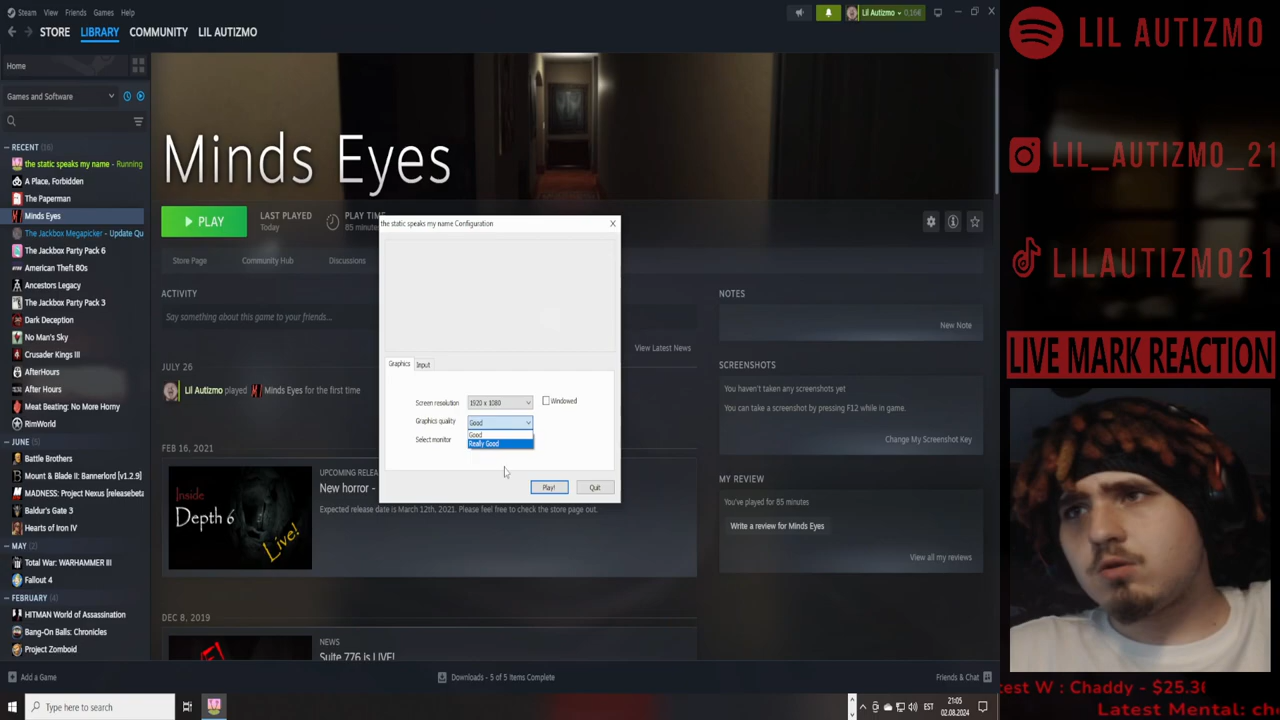 Steam View Friends Games Help
Lil Autizmo 0,16€
STORE LIBRARY COMMUNITY LIL AUTIZMO
Home
Games and Software
RECENT (16)
the static speaks my name - Running
A Place, Forbidden
The Paperman
Minds Eyes
The Jackbox Megapicker - Update Qu
The Jackbox Party Pack 6
American Theft 80s
Ancestors Legacy
The Jackbox Party Pack 3
Dark Deception
No Man's Sky
Crusader Kings III
AfterHours
After Hours
Meat Beating: No More Horny
RimWorld
JUNE (5)
Battle Brothers
Mount & Blade II: Bannerlord [v1.2.9]
MADNESS: Project Nexus [releasebeta
Baldur's Gate 3
Hearts of Iron IV
MAY (2)
Total War: WARHAMMER III
Fallout 4
FEBRUARY (4)
HITMAN World of Assassination
Bang-On Balls: Chronicles
Project Zomboid
Add a Game
Minds Eyes
PLAY
LAST PLAYED
Today
PLAY TIME
85 minute
Store Page Community Hub Discussions
ACTIVITY
Say something about this game to your friends...
View Latest News
JULY 26
Lil Autizmo played Minds Eyes for the first time
FEB 16, 2021
Inside
Depth 6
Live!
UPCOMING RELEA
New horror -
Expected release date is March 12th, 2021. Please feel free to check the store page out.
DEC 8, 2019
NEWS
Suite 776 is LIVE!
the static speaks my name Configuration
Graphics Input
Screen resolution 1920 x 1080 Windowed
Graphics quality Good
Good
Select monitor Really Good
Play! Quit
NOTES
New Note
SCREENSHOTS
You haven't taken any screenshots yet
You can take a screenshot by pressing F12 while in game.
Change My Screenshot Key
MY REVIEW
You've played for 85 minutes
Write a review for Minds Eyes
View all my reviews
Downloads - 5 of 5 Items Complete
Friends & Chat
Type here to search
EST
21:05
02.08.2024
LIL AUTIZMO
LIL_AUTIZMO_21
LILAUTIZMO21
LIVE MARK REACTION
test W : Chaddy - $25.3
Latest Mental: ch